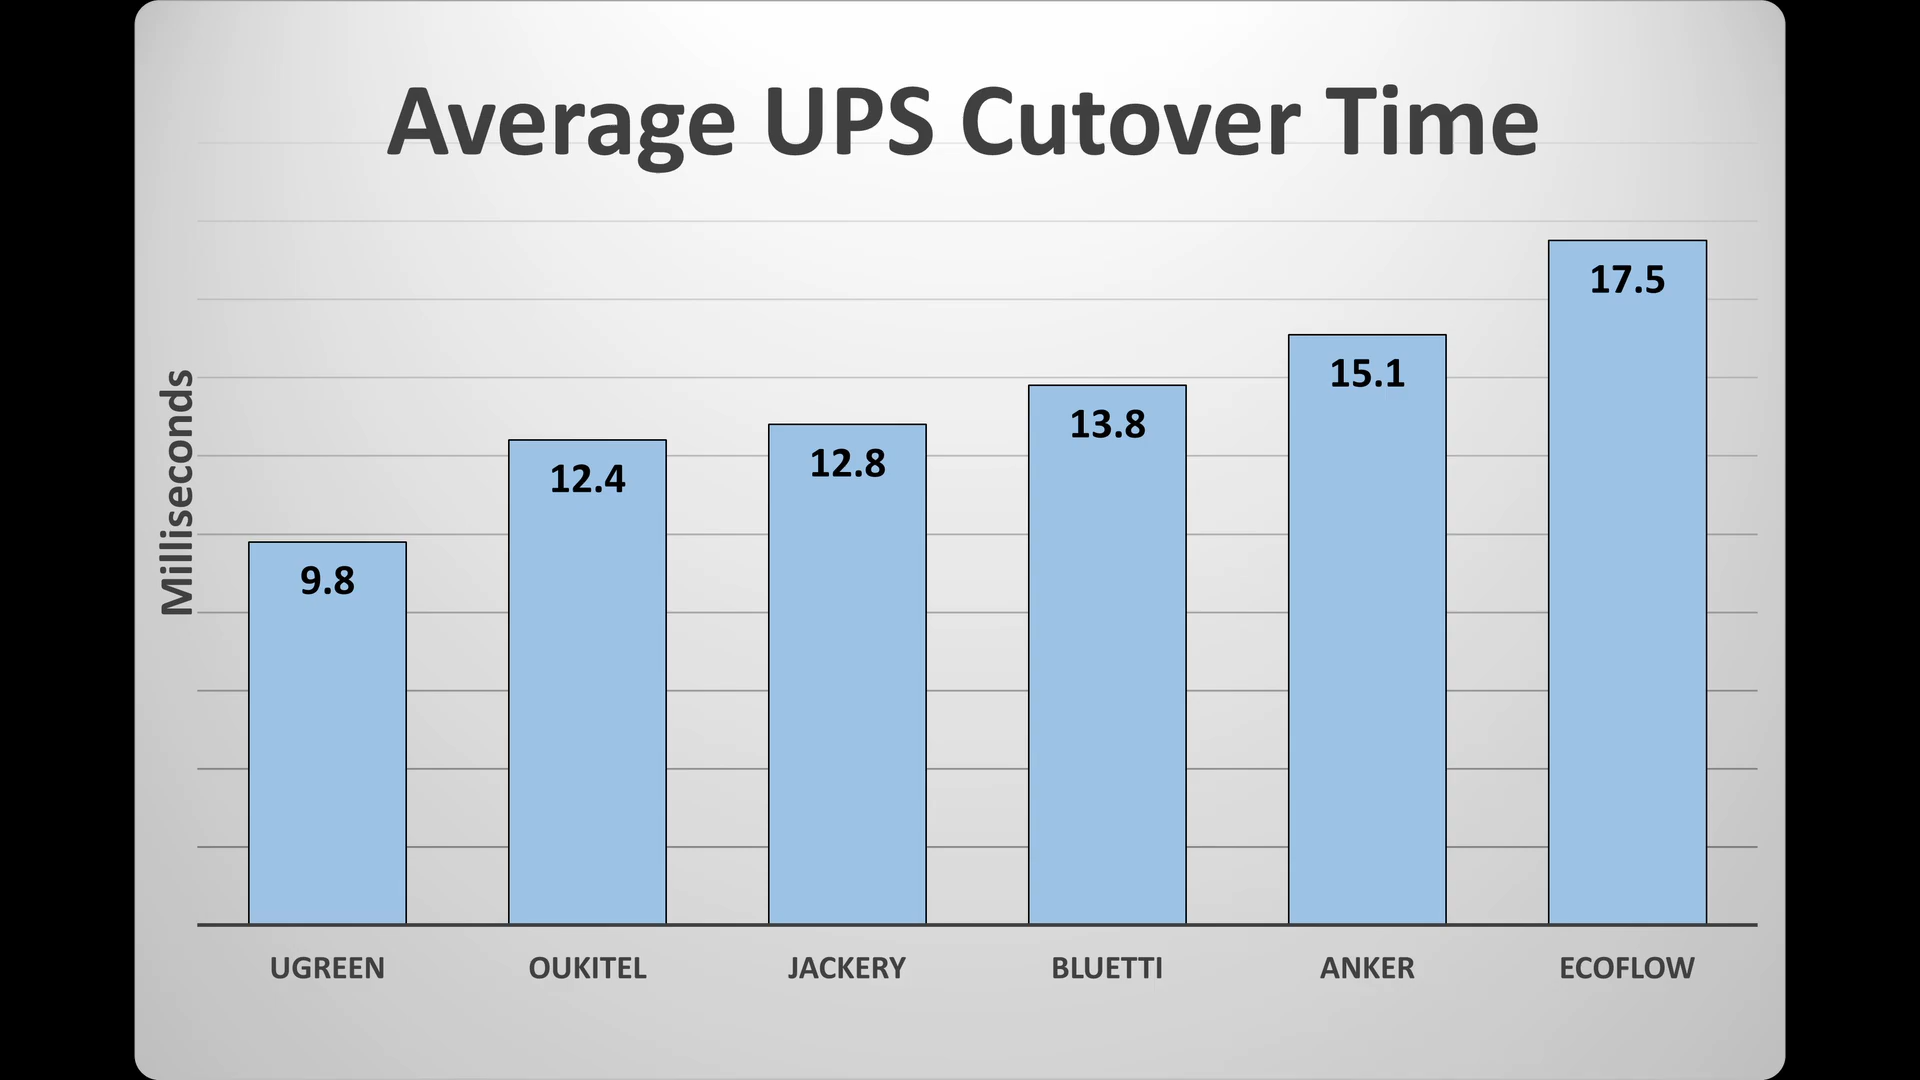 Average UPS Cutover Time
Milliseconds
9.8
12.4
12.8
13.8
15.1
17.5
UGREEN
OUKITEL
JACKERY
BLUETTI
ANKER
ECOFLOW